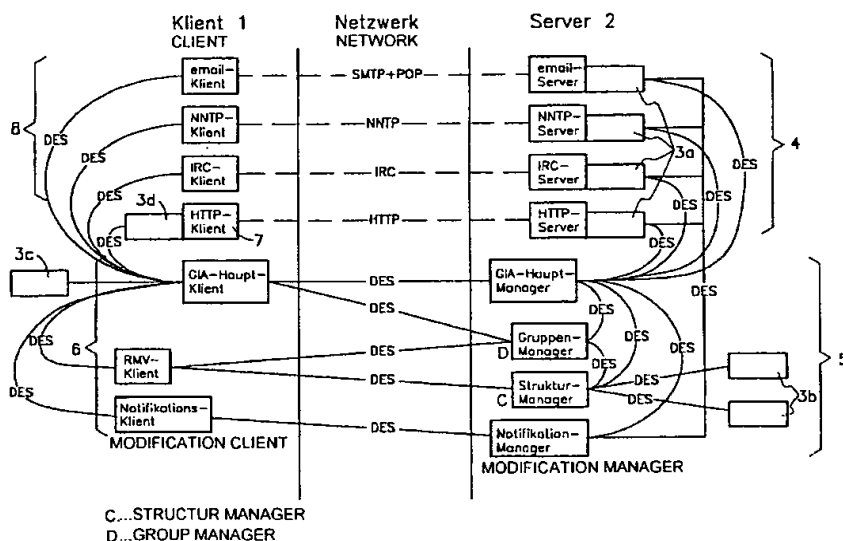 Klient 1 Netzwerk Server 2
CLIENT NETWORK
email-
Klient
SMTP+POP
email-
Server
8
DES
NNTP-
Klient
NNTP
NNTP-
Server
3a
DES
4
DES
IRC-
Klient
IRC
IRC-
Server
DES
DES
DES
3d
HTTP-
Klient
7
HTTP
HTTP-
Server
DES
DES
DES
3c
GIA-Haupt-
Klient
DES
GIA-Haupt-
Manager
DES
DES
DES
DES
DES
DES
6
RMV-
Klient
DES
D
Gruppen-
Manager
DES
5
DES
DES
C
Struktur-
Manager
DES
DES
3b
Notifikations-
Klient
DES
Notifikation-
Manager
MODIFICATION CLIENT
MODIFICATION MANAGER
C...STRUCTUR MANAGER
D...GROUP MANAGER